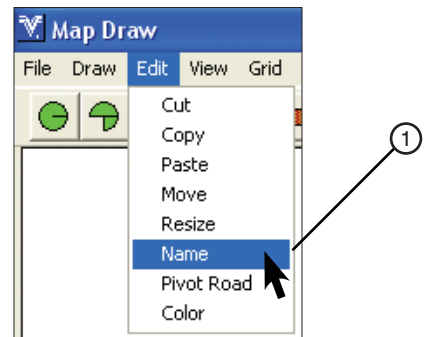 Map Draw
File Draw Edit View Grid
Cut
Copy
Paste
Move
Resize
Name
Pivot Road
Color
1